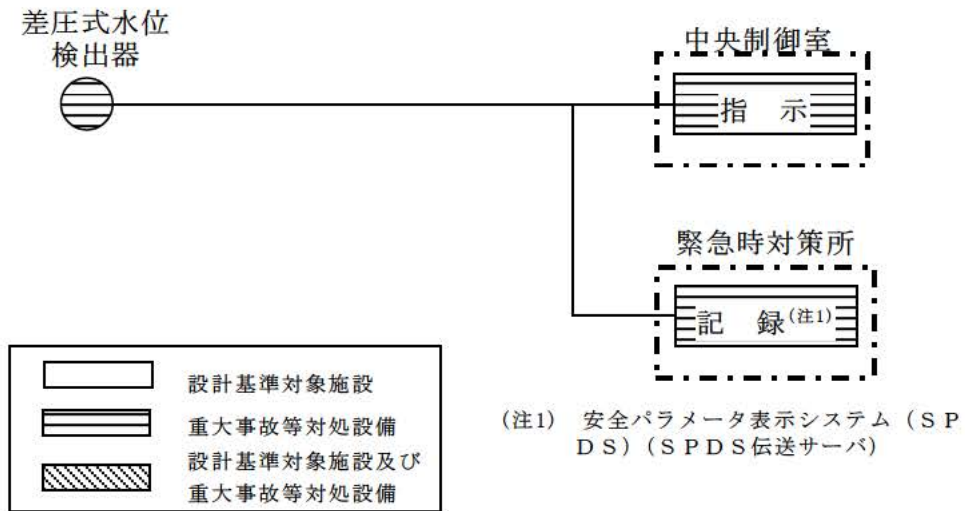 差圧式水位
検出器
中央制御室
指 示
緊急時対策所
記 録(注1)
設計基準対象施設
重大事故等対処設備
設計基準対象施設及び
重大事故等対処設備
(注1) 安全パラメータ表示システム(SP
DS)(SPDS伝送サーバ)